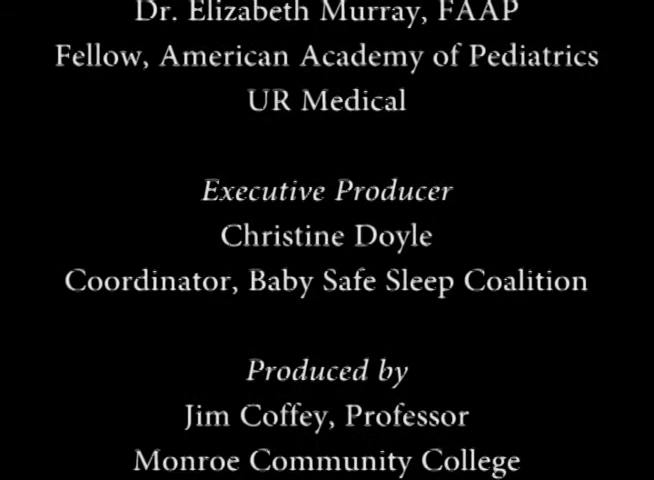 Dr. Elizabeth Murray, FAAP
Fellow, American Academy of Pediatrics
UR Medical
Executive Producer
Christine Doyle
Coordinator, Baby Safe Sleep Coalition
Produced by
Jim Coffey, Professor
Monroe Community College